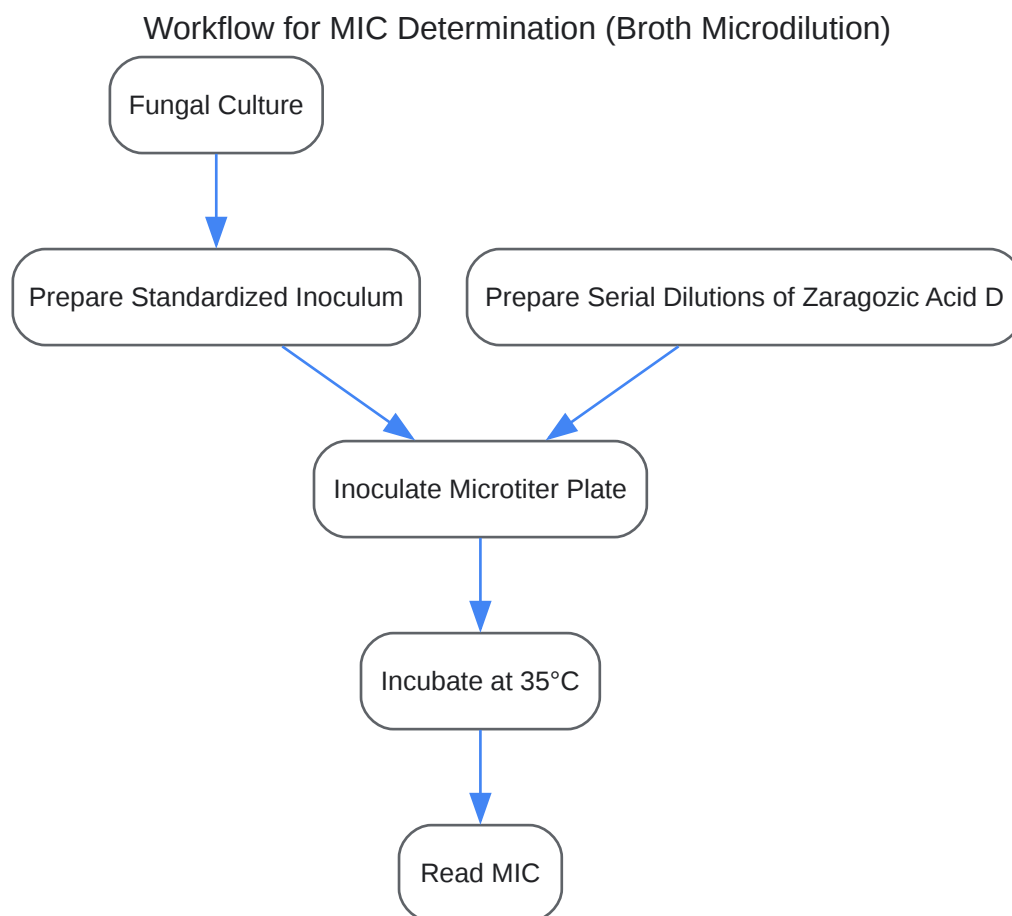 Workflow for MIC Determination (Broth Microdilution)
Fungal Culture
Prepare Standardized Inoculum
Prepare Serial Dilutions of Zaragozic Acid D
Inoculate Microtiter Plate
Incubate at 35°C
Read MIC